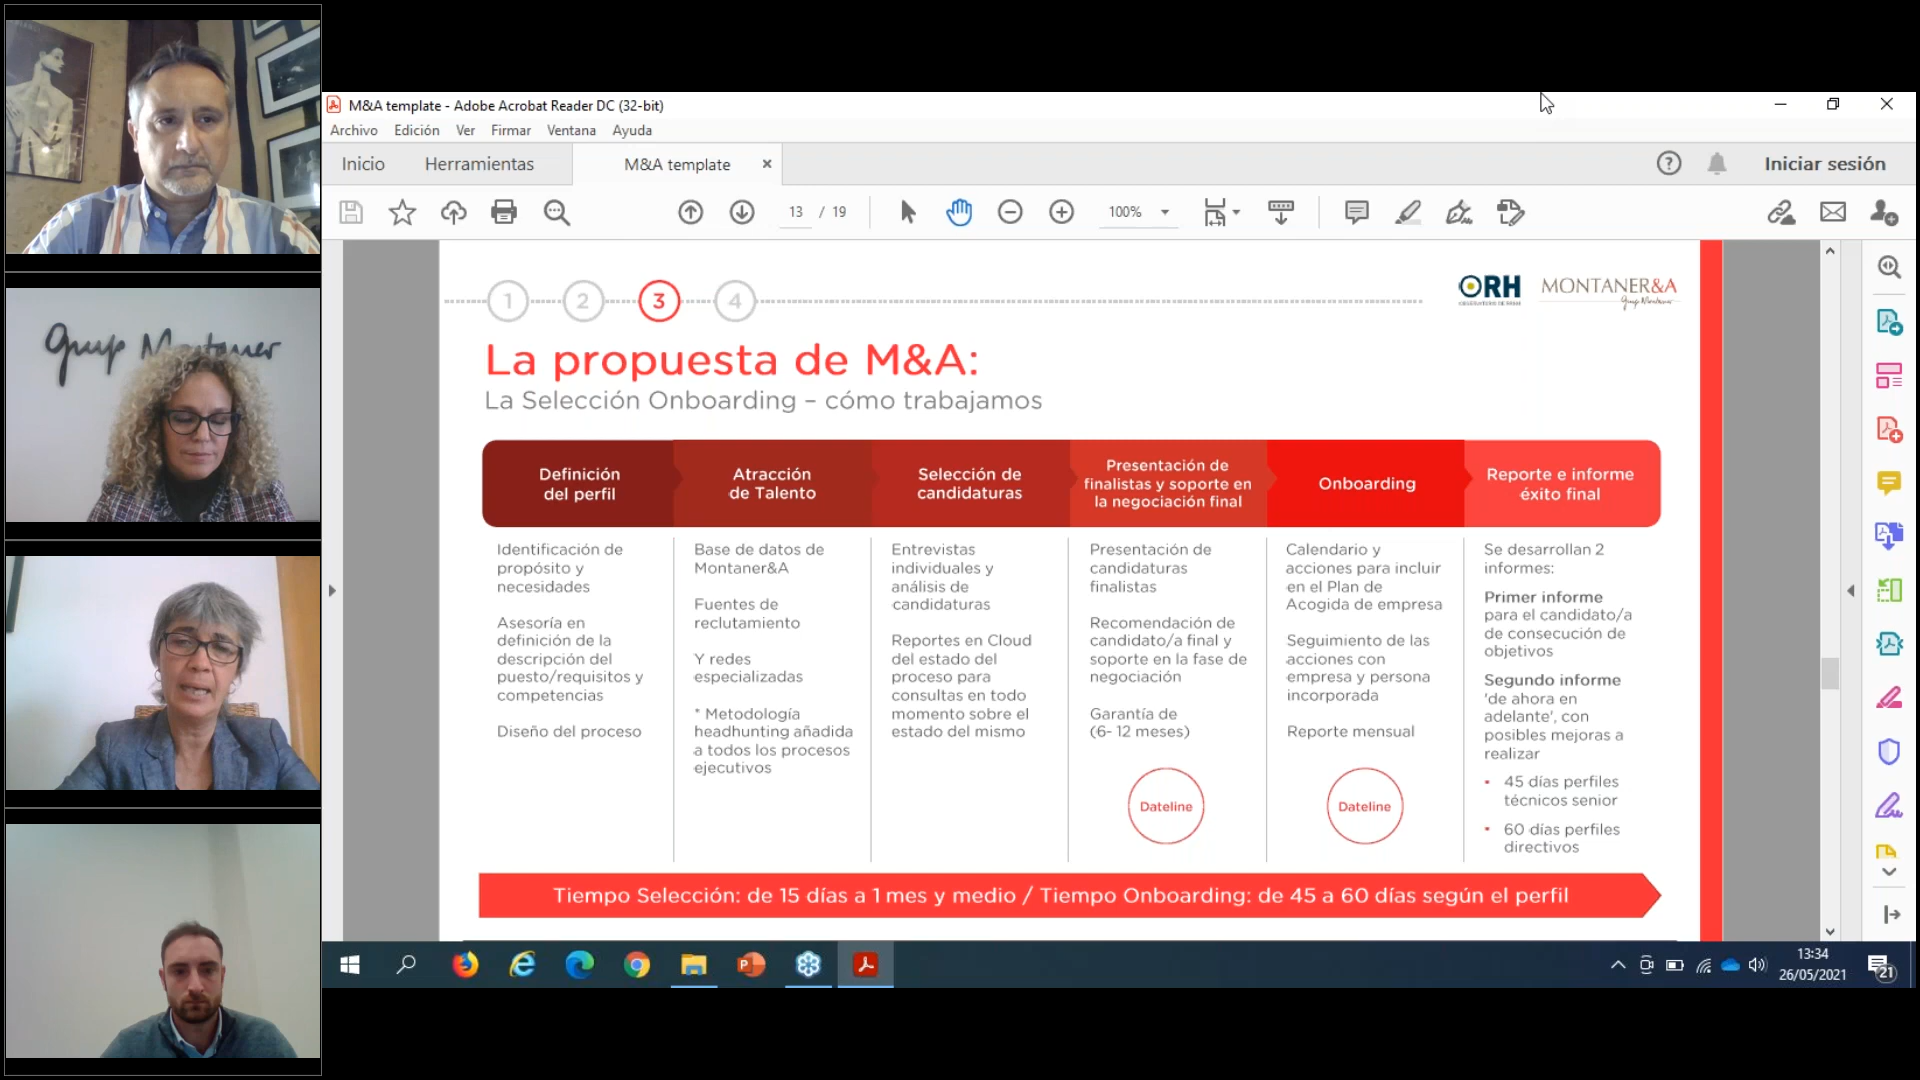 Grup Montaner
M&A template - Adobe Acrobat Reader DC (32-bit)
Archivo Edición Ver Firmar Ventana Ayuda
Inicio Herramientas M&A template × Iniciar sesión
13 / 19 100%
1 2 3 4
ORH
MONTANER&A
Grup Montaner
La propuesta de M&A:
La Selección Onboarding – cómo trabajamos
Definición
del perfil
Atracción
de Talento
Selección de
candidaturas
Presentación de
finalistas y soporte en
la negociación final
Onboarding
Reporte e informe
éxito final
Identificación de
propósito y
necesidades
Asesoría en
definición de la
descripción del
puesto/requisitos y
competencias
Diseño del proceso
Base de datos de
Montaner&A
Fuentes de
reclutamiento
Y redes
especializadas
* Metodología
headhunting añadida
a todos los procesos
ejecutivos
Entrevistas
individuales y
análisis de
candidaturas
Reportes en Cloud
del estado del
proceso para
consultas en todo
momento sobre el
estado del mismo
Presentación de
candidaturas
finalistas
Recomendación de
candidato/a final y
soporte en la fase de
negociación
Garantía de
(6- 12 meses)
Dateline
Calendario y
acciones para incluir
en el Plan de
Acogida de empresa
Seguimiento de las
acciones con
empresa y persona
incorporada
Reporte mensual
Dateline
Se desarrollan 2
informes:
Primer informe
para el candidato/a
de consecución de
objetivos
Segundo informe
'de ahora en
adelante', con
posibles mejoras a
realizar
• 45 días perfiles
técnicos senior
• 60 días perfiles
directivos
Tiempo Selección: de 15 días a 1 mes y medio / Tiempo Onboarding: de 45 a 60 días según el perfil
13:34
26/05/2021
21